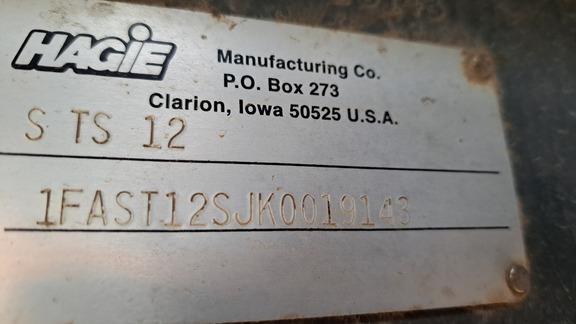 HAGIE
Manufacturing Co.
P.O. Box 273
Clarion, Iowa 50525 U.S.A.
S TS 12
1FAST12SJK0019143